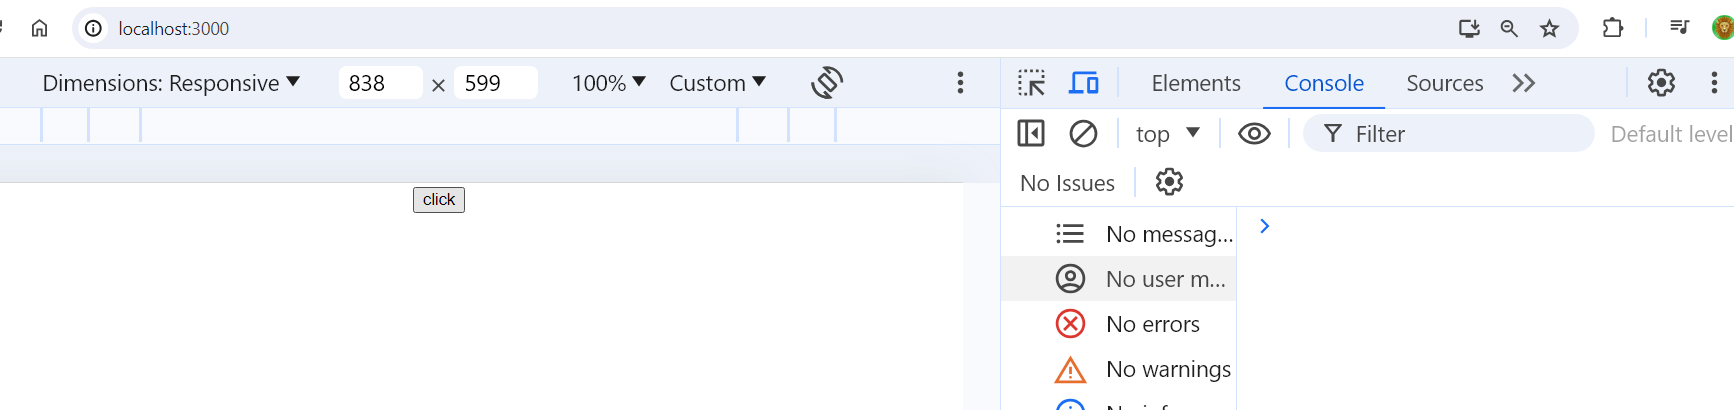 localhost:3000
Dimensions: Responsive 838 × 599 100% Custom
Elements Console Sources
top Filter Default level
No Issues
click
No messag...
No user m...
No errors
No warnings